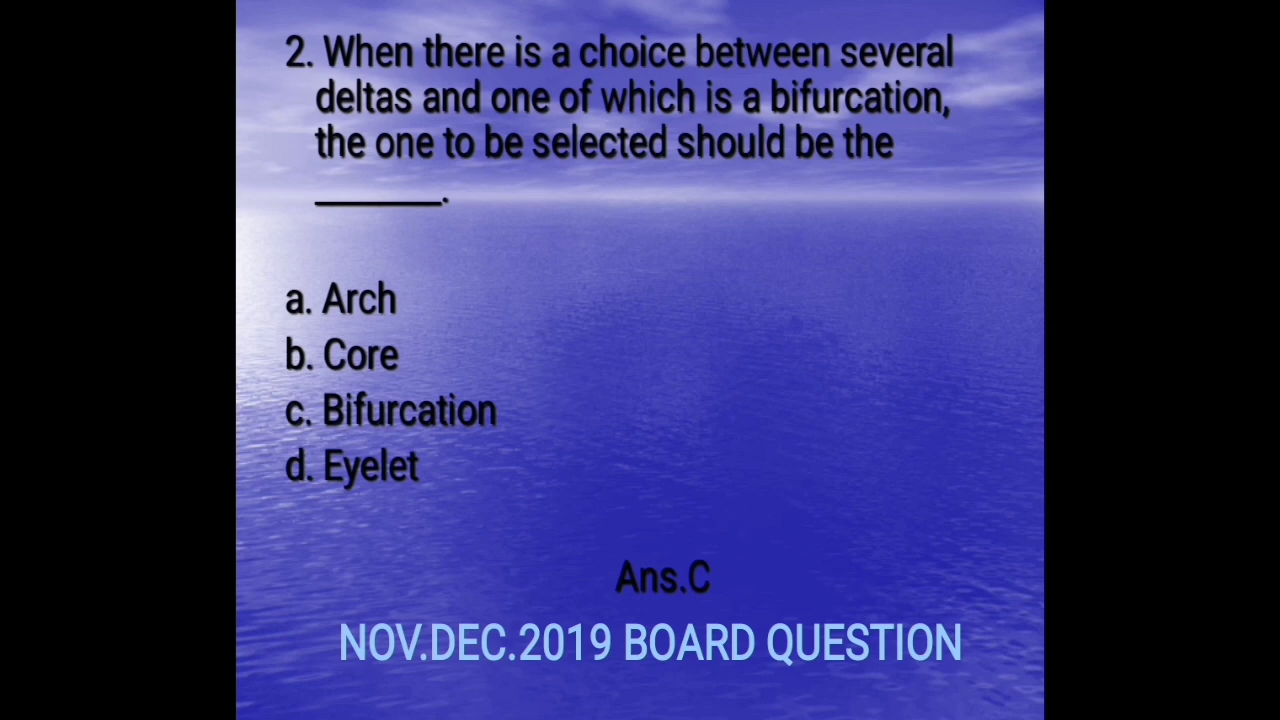 2. When there is a choice between several
deltas and one of which is a bifurcation,
the one to be selected should be the
_______.
a. Arch
b. Core
c. Bifurcation
d. Eyelet
Ans.C
NOV.DEC.2019 BOARD QUESTION